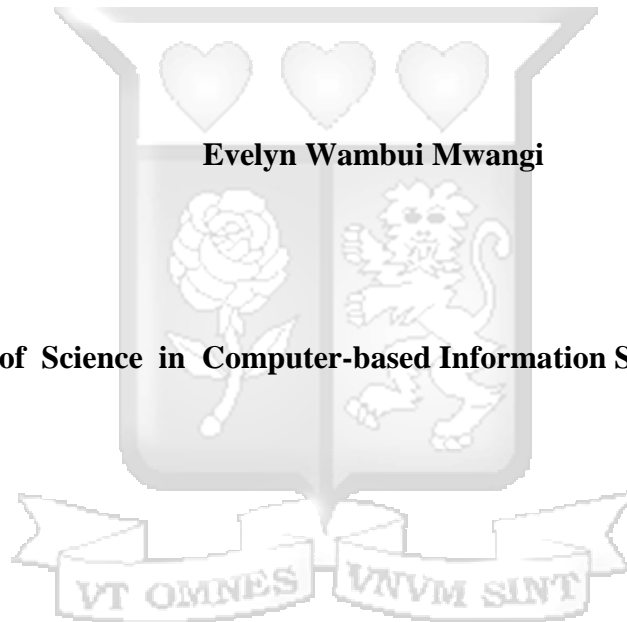 Evelyn Wambui Mwangi
of Science in Computer-based Information S
VT OMNES VNVM SINT